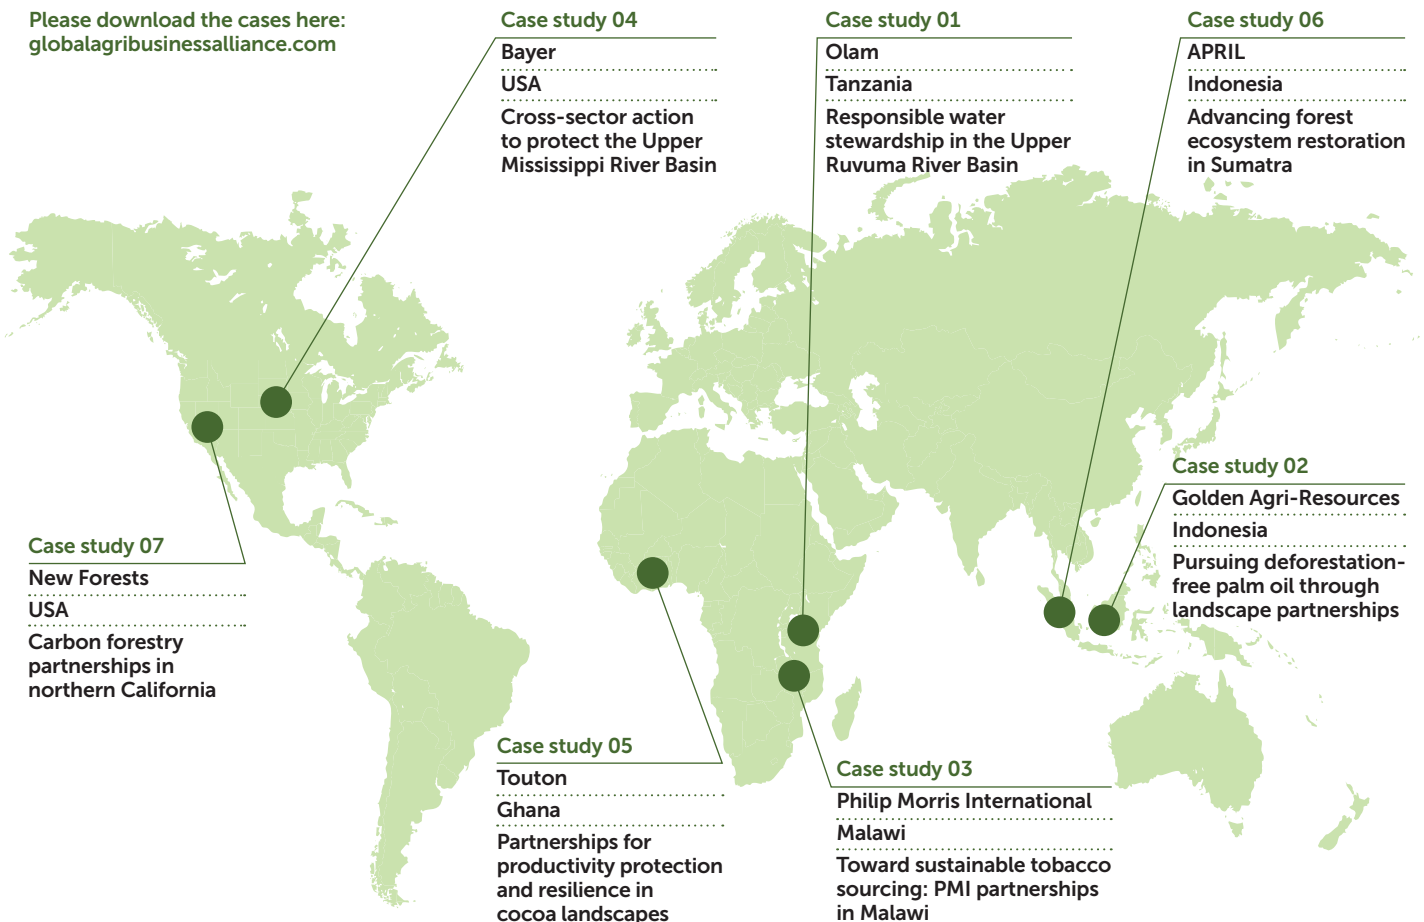 Please download the cases here:
globalagribusinessalliance.com
Case study 04
Bayer
USA
Cross-sector action
to protect the Upper
Mississippi River Basin
Case study 01
Olam
Tanzania
Responsible water
stewardship in the Upper
Ruvuma River Basin
Case study 06
APRIL
Indonesia
Advancing forest
ecosystem restoration
in Sumatra
Case study 02
Golden Agri-Resources
Indonesia
Pursuing deforestation-
free palm oil through
landscape partnerships
Case study 07
New Forests
USA
Carbon forestry
partnerships in
northern California
Case study 05
Touton
Ghana
Partnerships for
productivity protection
and resilience in
cocoa landscapes
Case study 03
Philip Morris International
Malawi
Toward sustainable tobacco
sourcing: PMI partnerships
in Malawi